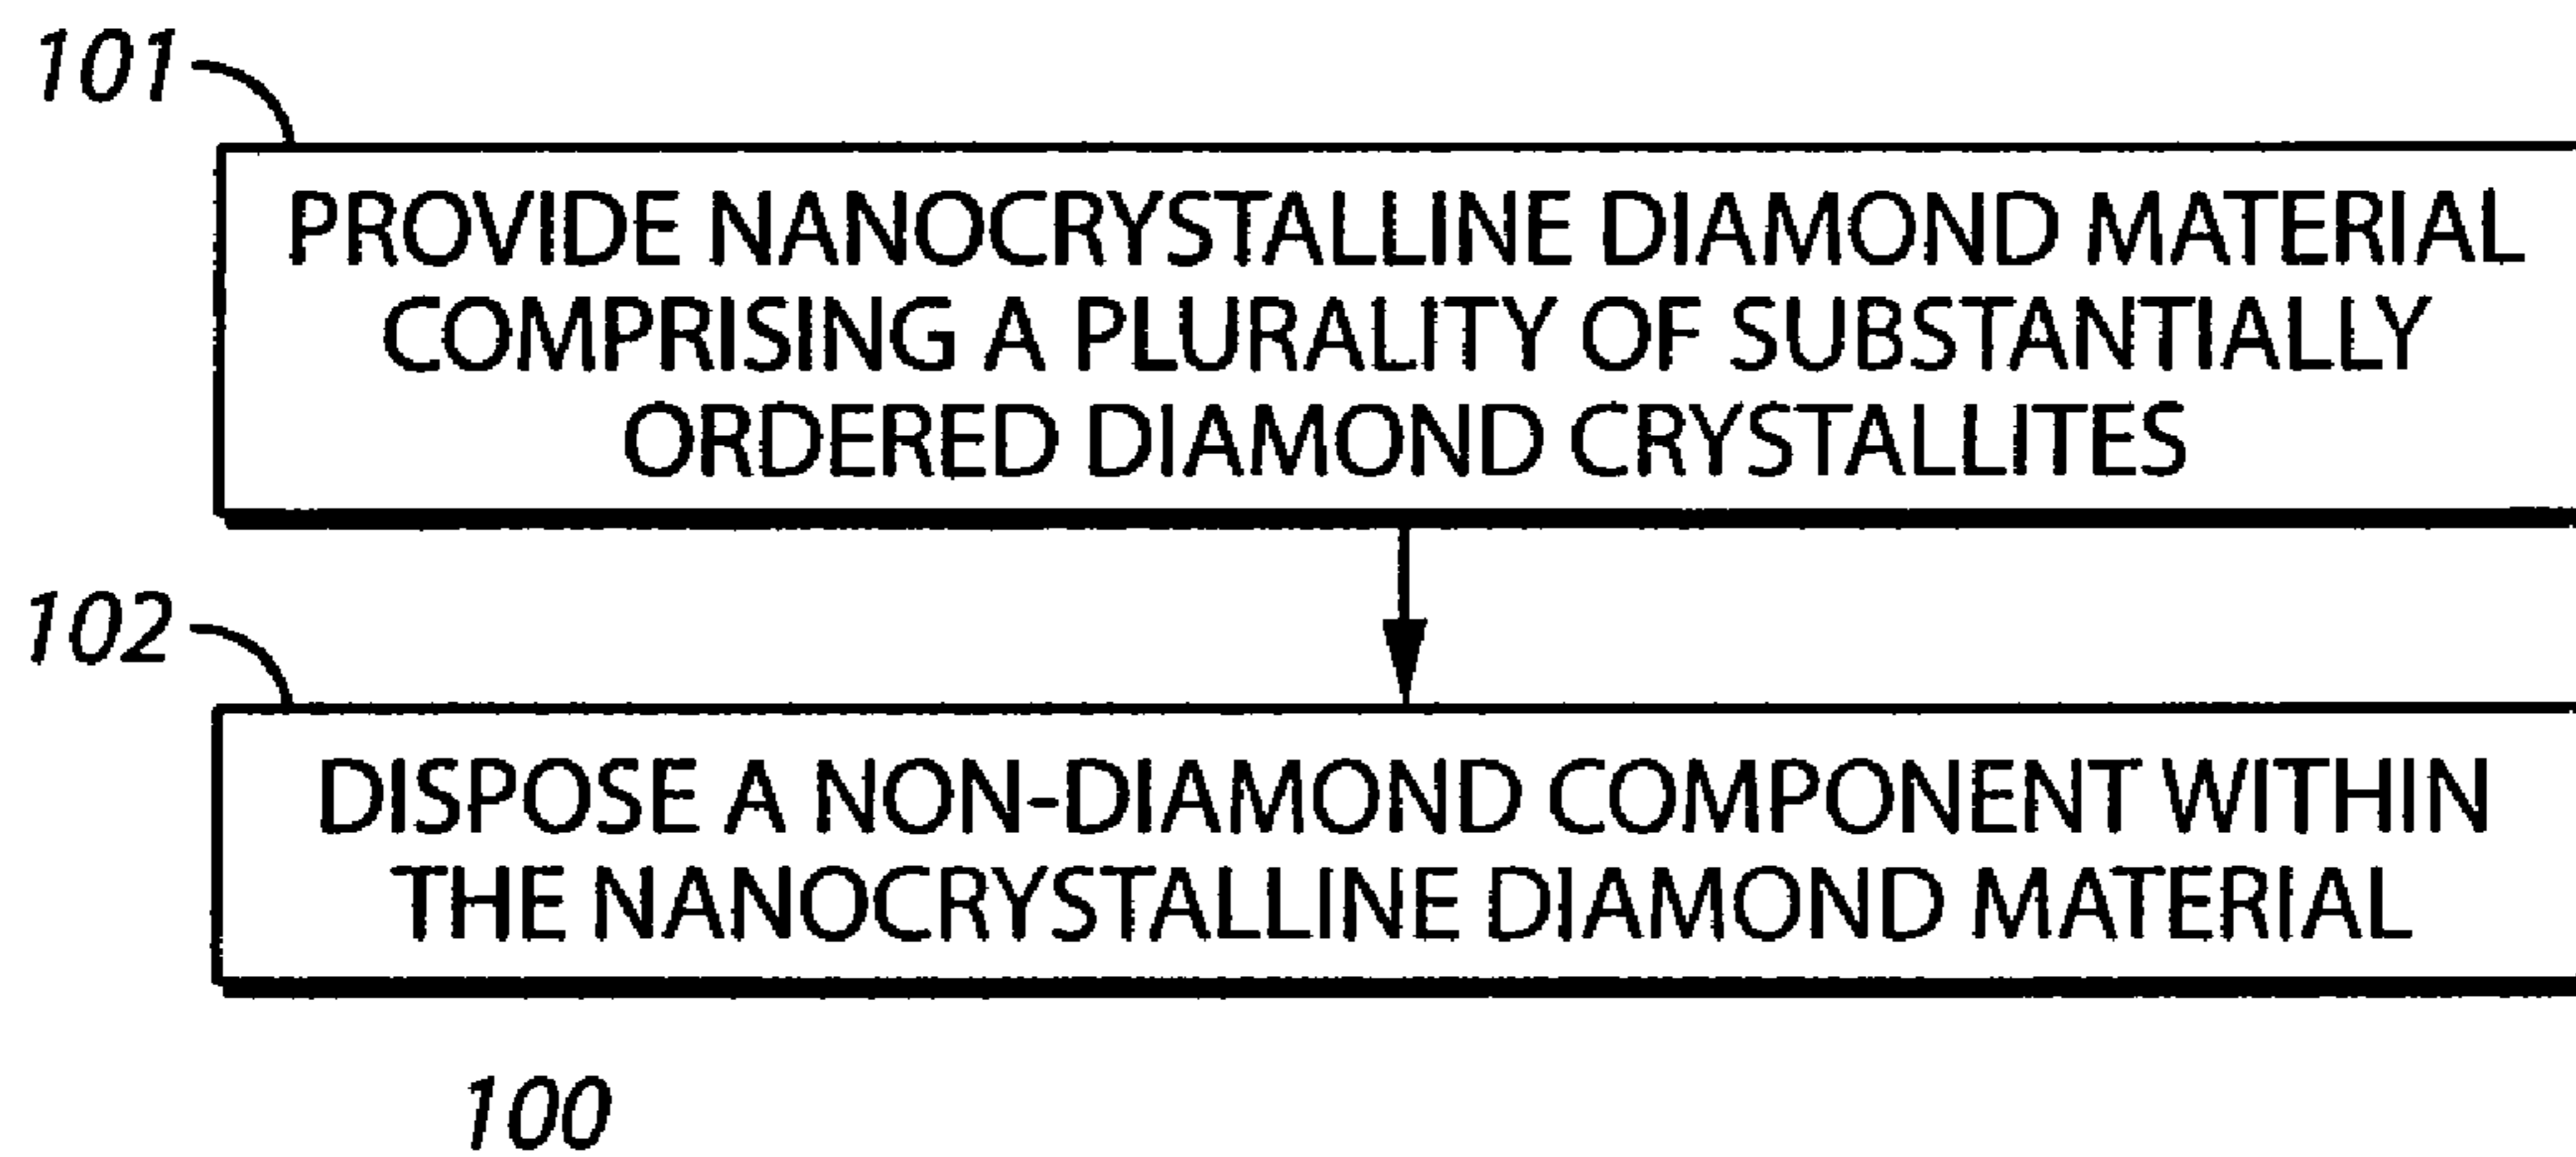 101
PROVIDE NANOCRYSTALLINE DIAMOND MATERIAL
COMPRISING A PLURALITY OF SUBSTANTIALLY
ORDERED DIAMOND CRYSTALLITES
102
DISPOSE A NON-DIAMOND COMPONENT WITHIN
THE NANOCRYSTALLINE DIAMOND MATERIAL
100